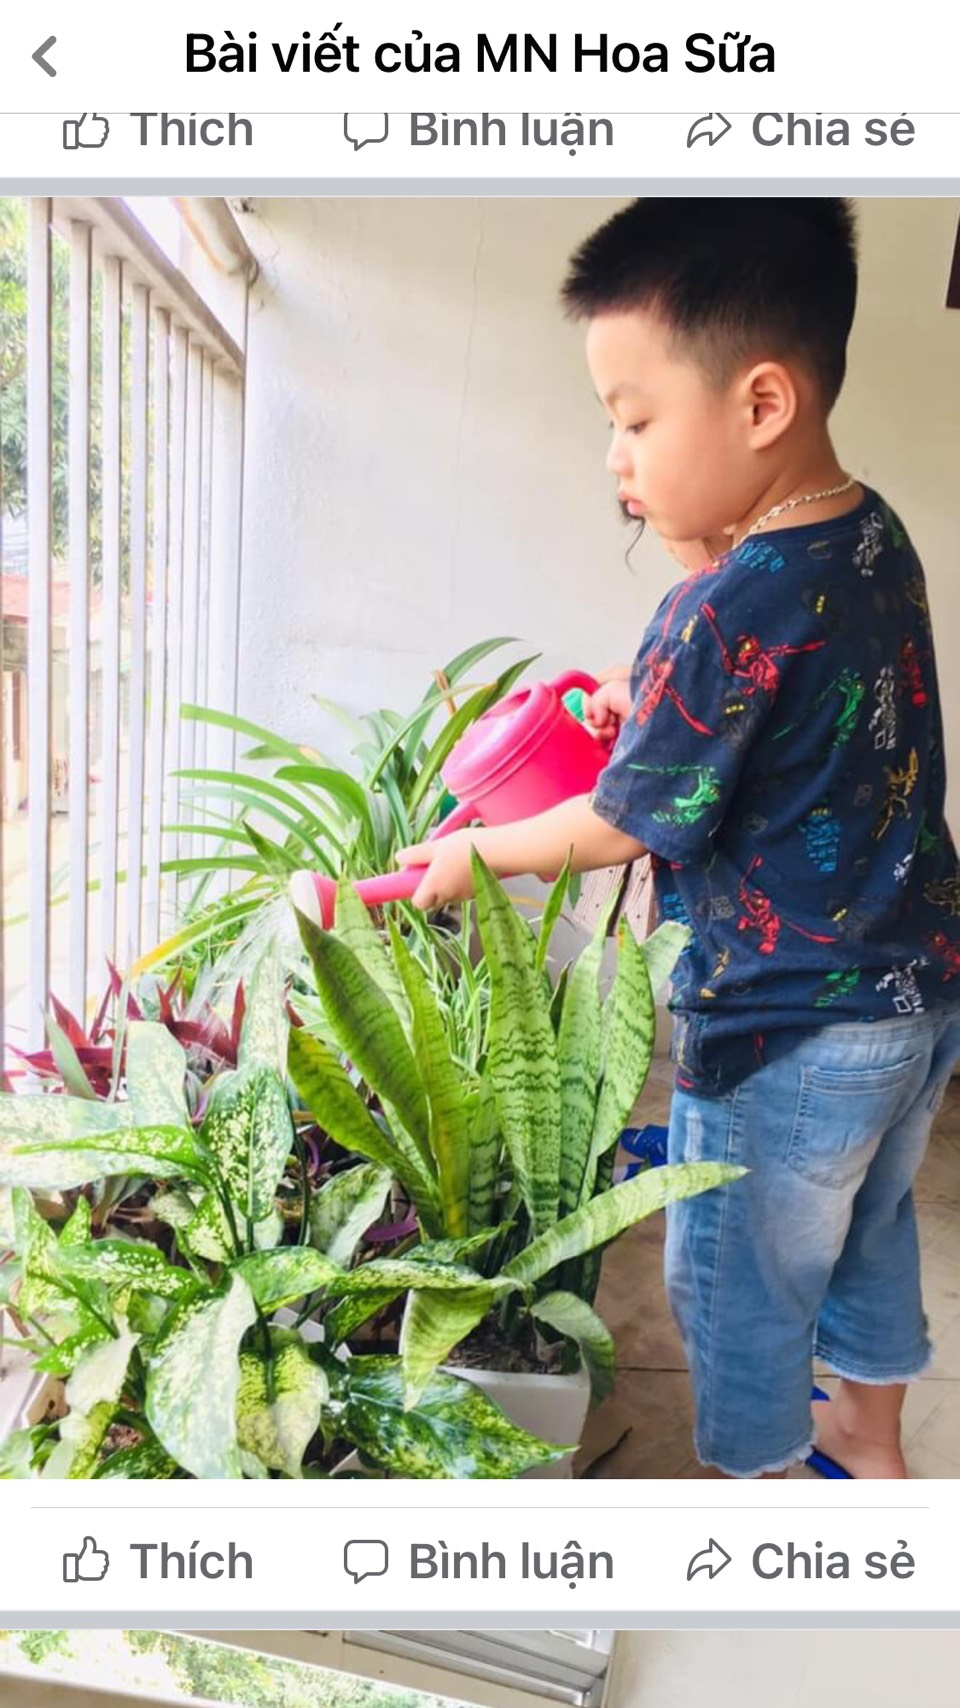 Bài viết của MN Hoa Sữa
Thích Bình luận Chia sẻ
Thích Bình luận Chia sẻ